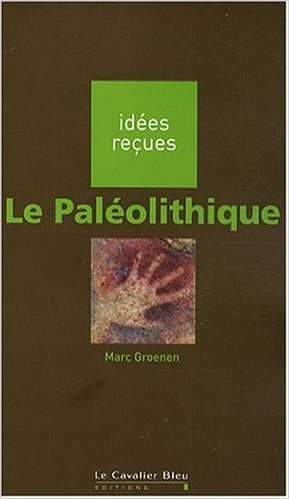 idées
reçues
Le Paléolithique
Marc Groenen
Le Cavalier Bleu
EDITIONS